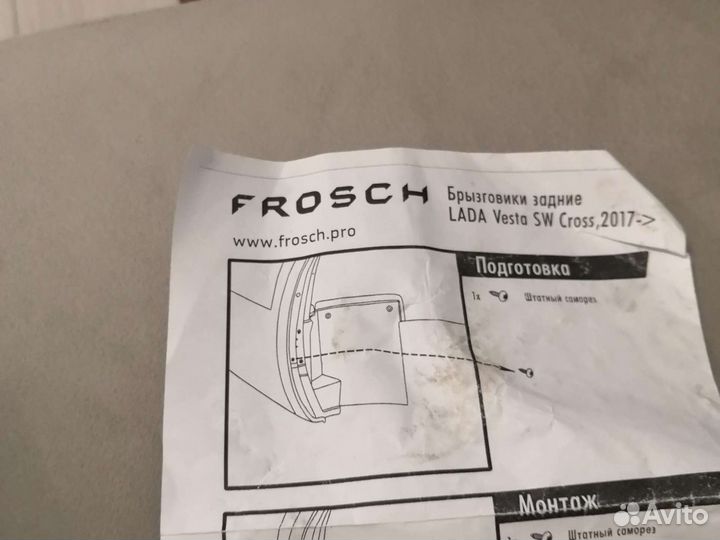 FROSCH
www.frosch.pro
Брызговики задние
LADA Vesta SW Cross,2017->
Подготовка
1x Штатный саморез
Монтаж
Штатный саморез
Avito